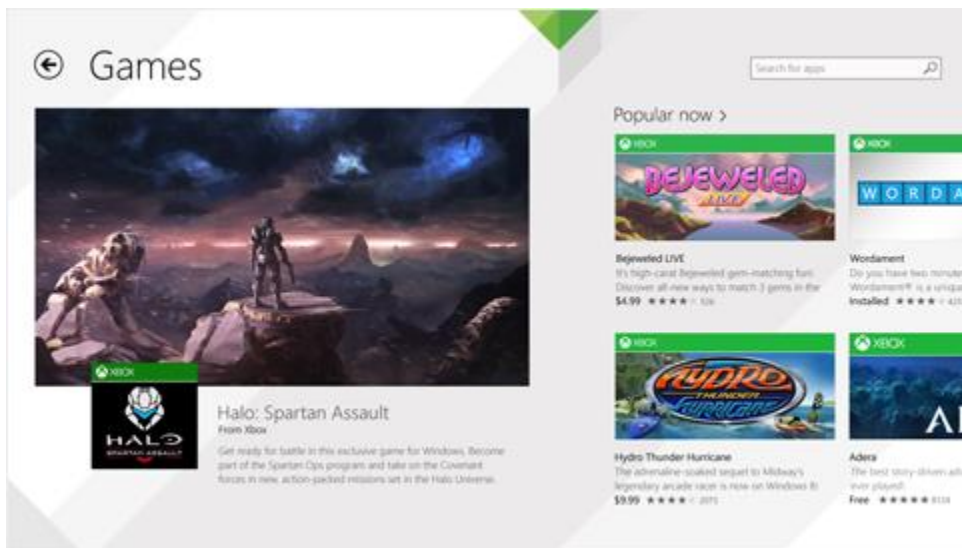 Games
Search for apps
Popular now >
XBOX
BEJEWELED
LIVE
Bejeweled LIVE
It's high-carat Bejeweled gem-matching fun!
Discover all-new ways to match 3 gems in the
$4.99
XBOX
WORDA
Wordament
Do you have two minute
Wordament® is a unique
Installed
XBOX
HYDRO
THUNDER
HURRICANE
Hydro Thunder Hurricane
The adrenaline-soaked sequel to Midway's
legendary arcade racer is now on Windows 8!
$9.99
XBOX
A
Adera
The best story-driven
ever played!
Free
XBOX
HALO
SPARTAN ASSAULT
Halo: Spartan Assault
From Xbox
Get ready for battle in this exclusive game for Windows. Become
part of the Spartan Ops program and take on the Covenant
forces in new, action-packed missions set in the Halo Universe.